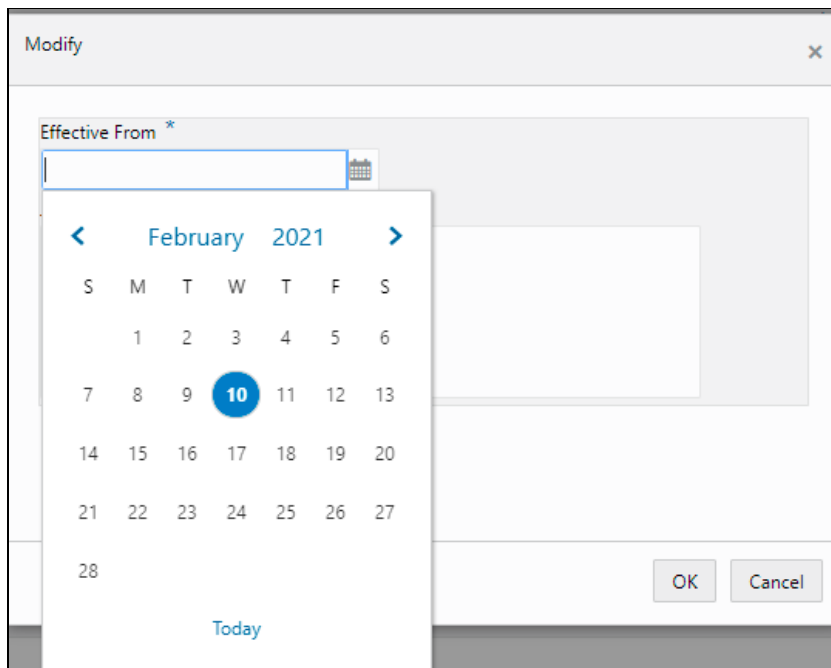 Modify
×
Effective From *
February 2021
S M T W T F S
1 2 3 4 5 6
7 8 9 10 11 12 13
14 15 16 17 18 19 20
21 22 23 24 25 26 27
28
OK Cancel
Today